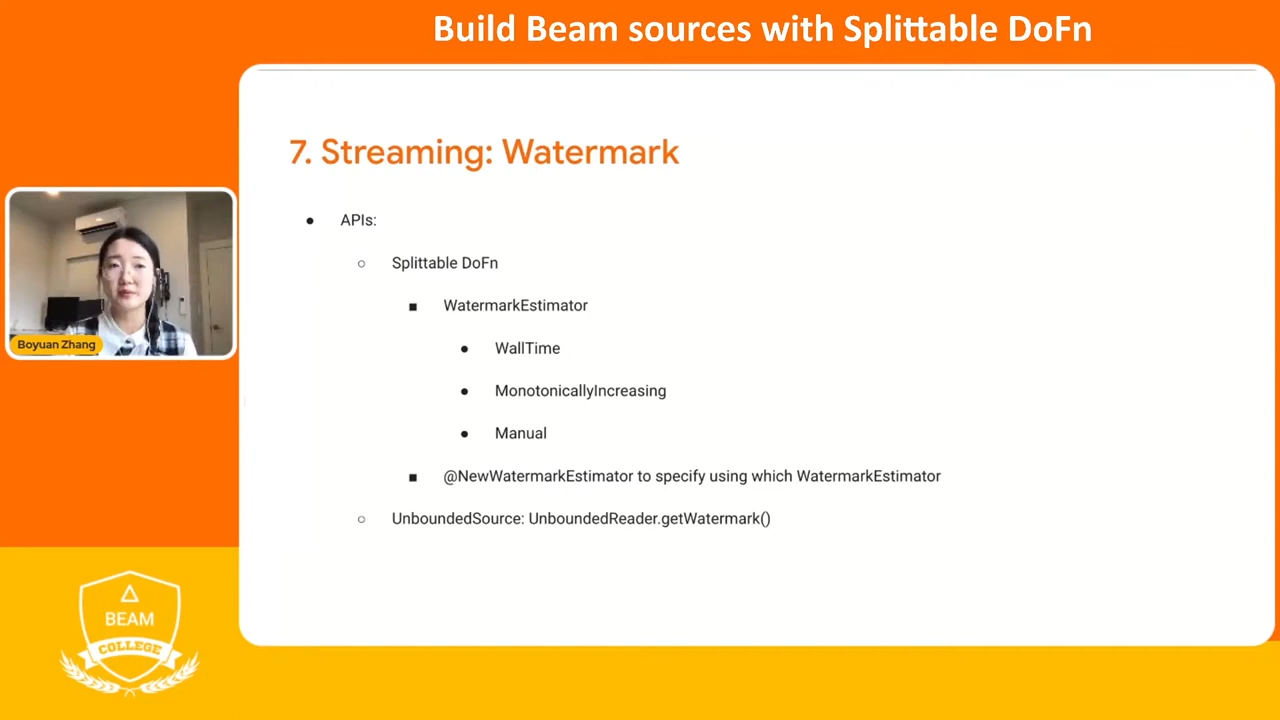 Build Beam sources with Splittable DoFn
7. Streaming: Watermark
APIs:
Splittable DoFn
WatermarkEstimator
WallTime
MonotonicallyIncreasing
Manual
@NewWatermarkEstimator to specify using which WatermarkEstimator
UnboundedSource: UnboundedReader.getWatermark()
Boyuan Zhang
BEAM
COLLEGE